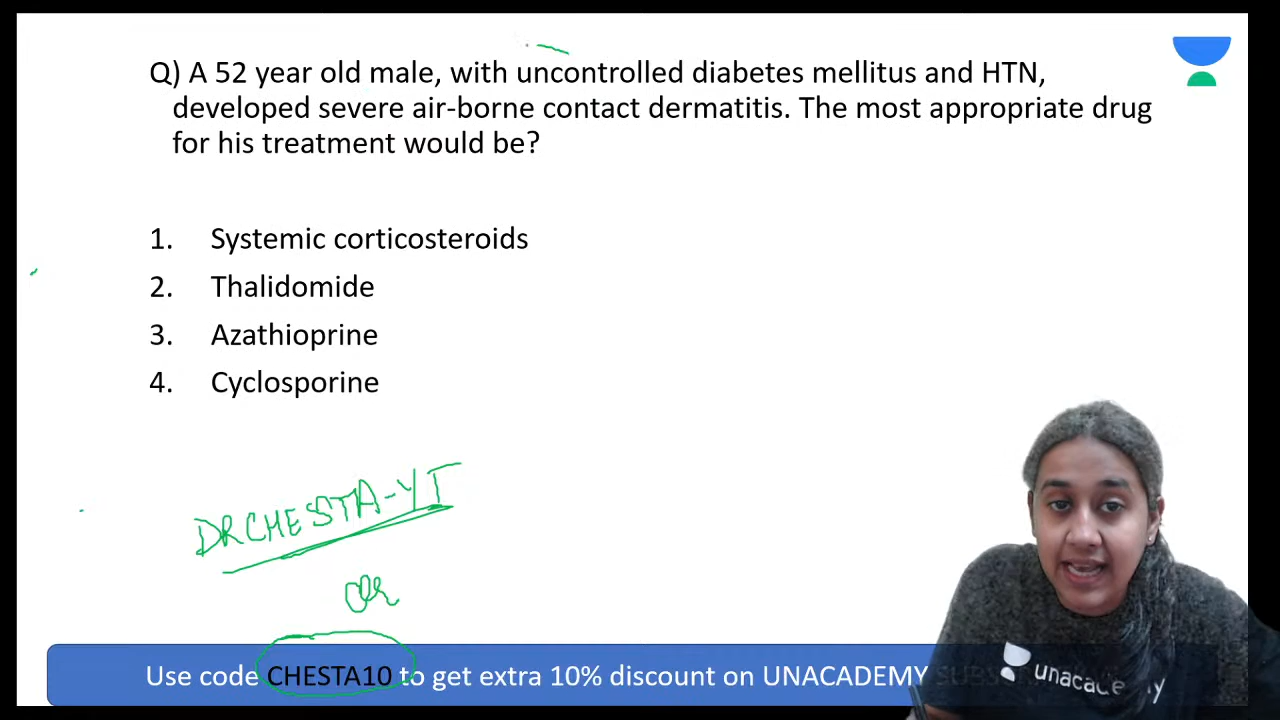 Q) A 52 year old male, with uncontrolled diabetes mellitus and HTN,
developed severe air-borne contact dermatitis. The most appropriate drug
for his treatment would be?
1. Systemic corticosteroids
2. Thalidomide
3. Azathioprine
4. Cyclosporine
DRCHESTA-YT
OR
Use code CHESTA10 to get extra 10% discount on UNACADEMY SUBS
unacademy